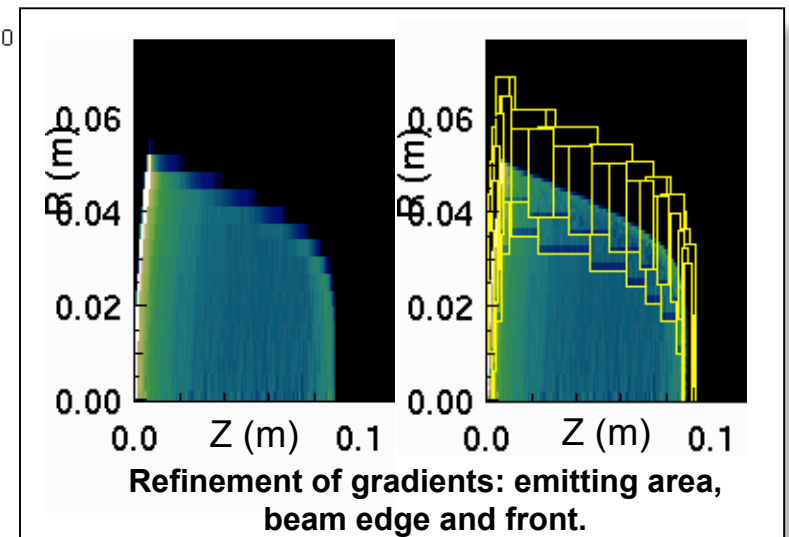 0
0.06
0.06
R (m)
R (m)
0.04
0.04
0.02
0.02
0.00
0.00
0.0 Z (m) 0.1
0.0 Z (m) 0.1
Refinement of gradients: emitting area,
beam edge and front.